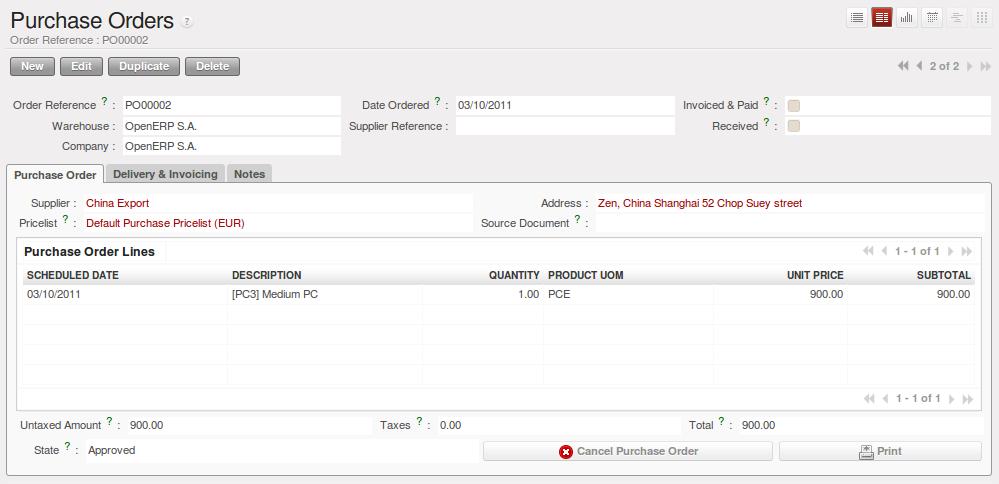 Purchase Orders ?
Order Reference : PO00002
New Edit Duplicate Delete 2 of 2
Order Reference ? : PO00002 Date Ordered ? : 03/10/2011 Invoiced & Paid ? :
Warehouse : OpenERP S.A. Supplier Reference : Received ? :
Company : OpenERP S.A.
Purchase Order Delivery & Invoicing Notes
Supplier : China Export Address : Zen, China Shanghai 52 Chop Suey street
Pricelist ? : Default Purchase Pricelist (EUR) Source Document ? :
Purchase Order Lines 1 - 1 of 1
SCHEDULED DATE DESCRIPTION QUANTITY PRODUCT UOM UNIT PRICE SUBTOTAL
03/10/2011 [PC3] Medium PC 1.00 PCE 900.00 900.00
1 - 1 of 1
Untaxed Amount ? : 900.00 Taxes ? : 0.00 Total ? : 900.00
State ? : Approved Cancel Purchase Order Print